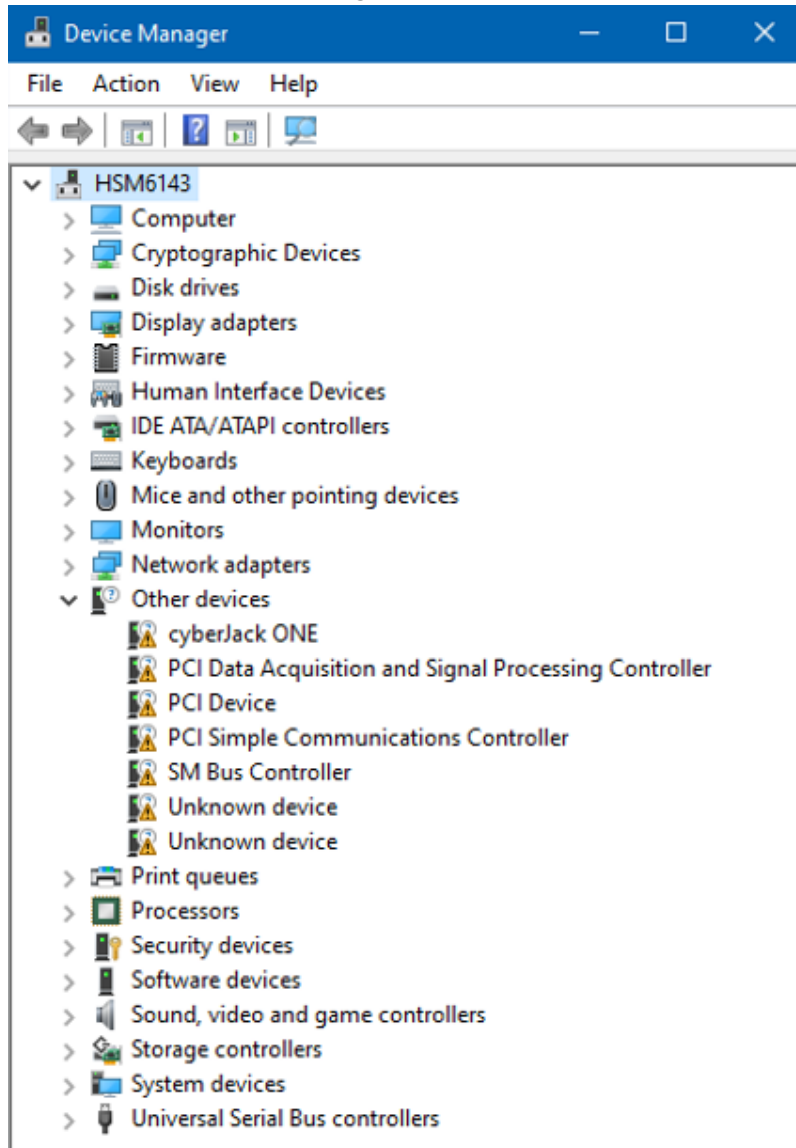 Device Manager
File Action View Help
HSM6143
Computer
Cryptographic Devices
Disk drives
Display adapters
Firmware
Human Interface Devices
IDE ATA/ATAPI controllers
Keyboards
Mice and other pointing devices
Monitors
Network adapters
Other devices
cyberJack ONE
PCI Data Acquisition and Signal Processing Controller
PCI Device
PCI Simple Communications Controller
SM Bus Controller
Unknown device
Unknown device
Print queues
Processors
Security devices
Software devices
Sound, video and game controllers
Storage controllers
System devices
Universal Serial Bus controllers